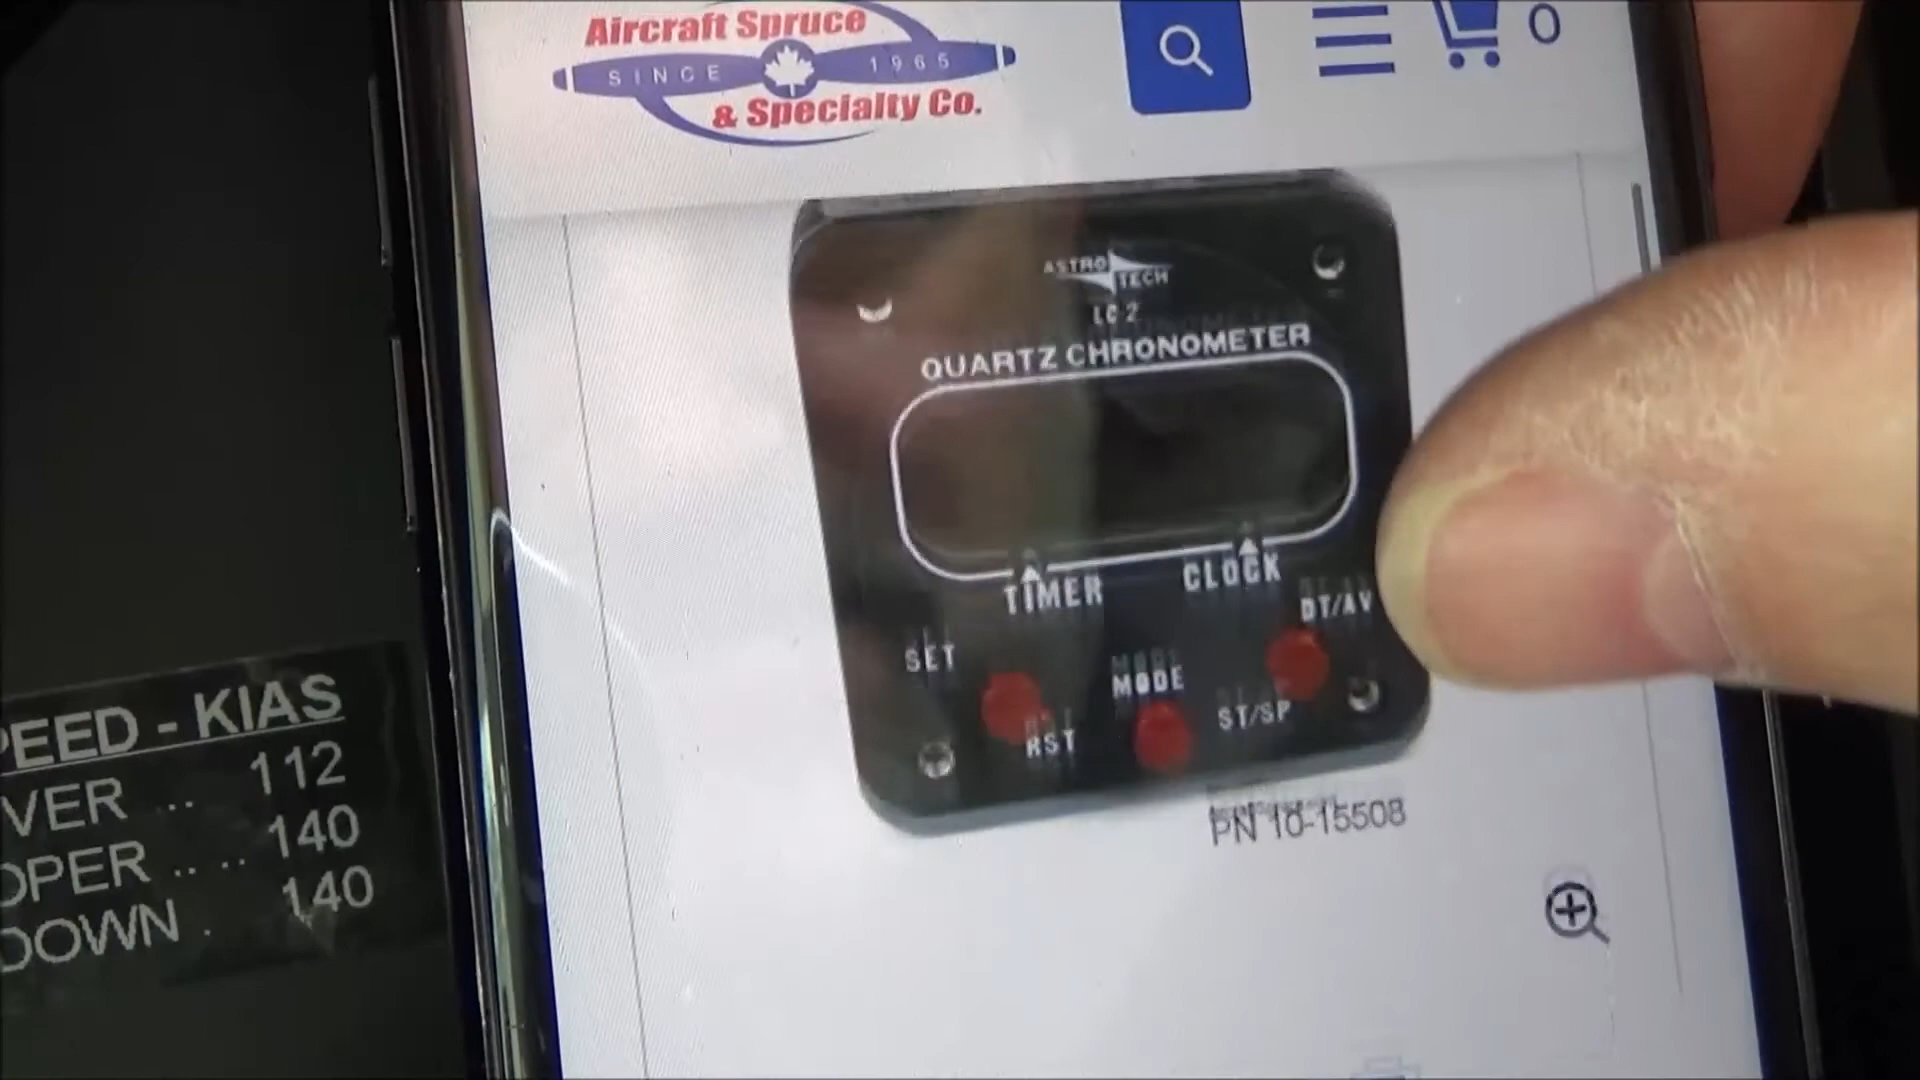 Aircraft Spruce
SINCE 1965
& Specialty Co.
0
ASTRO TECH
LC-2
QUARTZ CHRONOMETER
TIMER
CLOCK
DT/AV
SET
MODE
ST/SP
RST
PN 10-15508
PEED - KIAS
VER .. 112
OPER .. .. 140
DOWN . 140